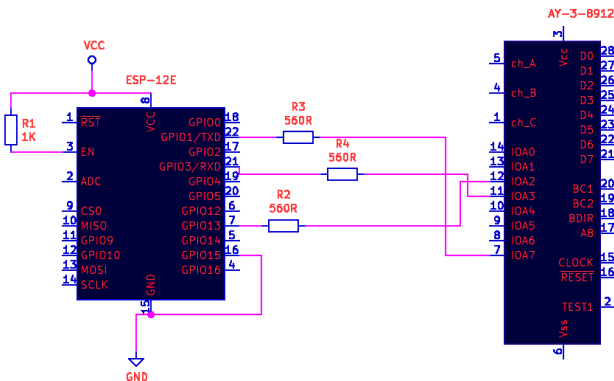 AY-3-8912
VCC
ESP-12E
R1
1K
8
VCC
1 RST
3 EN
2 ADC
9 CS0
10 MISO
11 GPIO9
12 GPIO10
13 MOSI
14 SCLK
GPIO0 18
GPIO1/TXD 22
GPIO2 17
GPIO3/RXD 21
GPIO4 19
GPIO5 20
GPIO12 6
GPIO13 7
GPIO14 5
GPIO15 16
GPIO16 4
GND
15
GND
R3
560R
R4
560R
R2
560R
3
Vcc
5 ch_A
4 ch_B
1 ch_C
14 IOA0
13 IOA1
12 IOA2
11 IOA3
10 IOA4
9 IOA5
8 IOA6
7 IOA7
D0 28
D1 27
D2 26
D3 25
D4 24
D5 23
D6 22
D7 21
BC1 20
BC2 19
BDIR 18
A8 17
CLOCK 15
RESET 16
TEST1 2
Vss
6